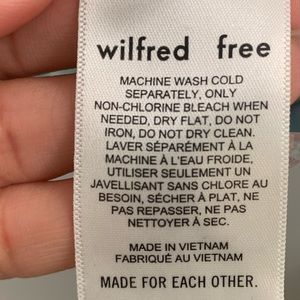 wilfred free
MACHINE WASH COLD
SEPARATELY, ONLY
NON-CHLORINE BLEACH WHEN
NEEDED, DRY FLAT, DO NOT
IRON, DO NOT DRY CLEAN.
LAVER SÉPARÉMENT À LA
MACHINE À L'EAU FROIDE,
UTILISER SEULEMENT UN
JAVELLISANT SANS CHLORE AU
BESOIN, SÉCHER À PLAT, NE
PAS REPASSER, NE PAS
NETTOYER À SEC.
MADE IN VIETNAM
FABRIQUÉ AU VIETNAM
MADE FOR EACH OTHER.